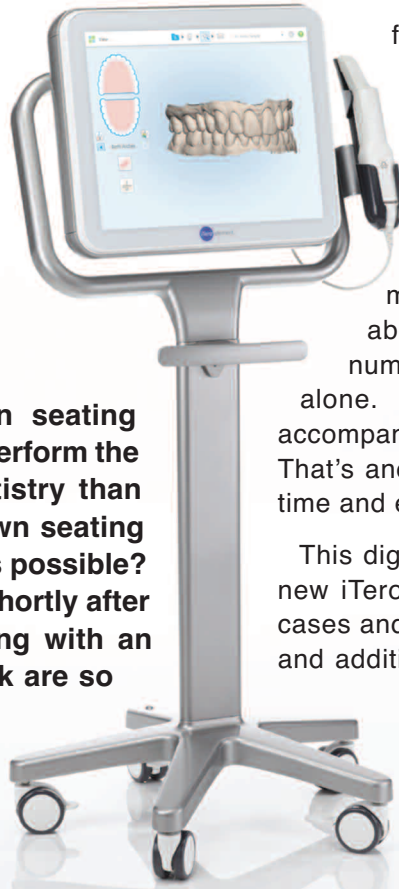 n seating
erform the
tistry than
wn seating
s possible?
hortly after
ng with an
k are so
f
m
ab
num
alone.
accompan
That's an
time and e
This dig
new iTero
cases and
and additi